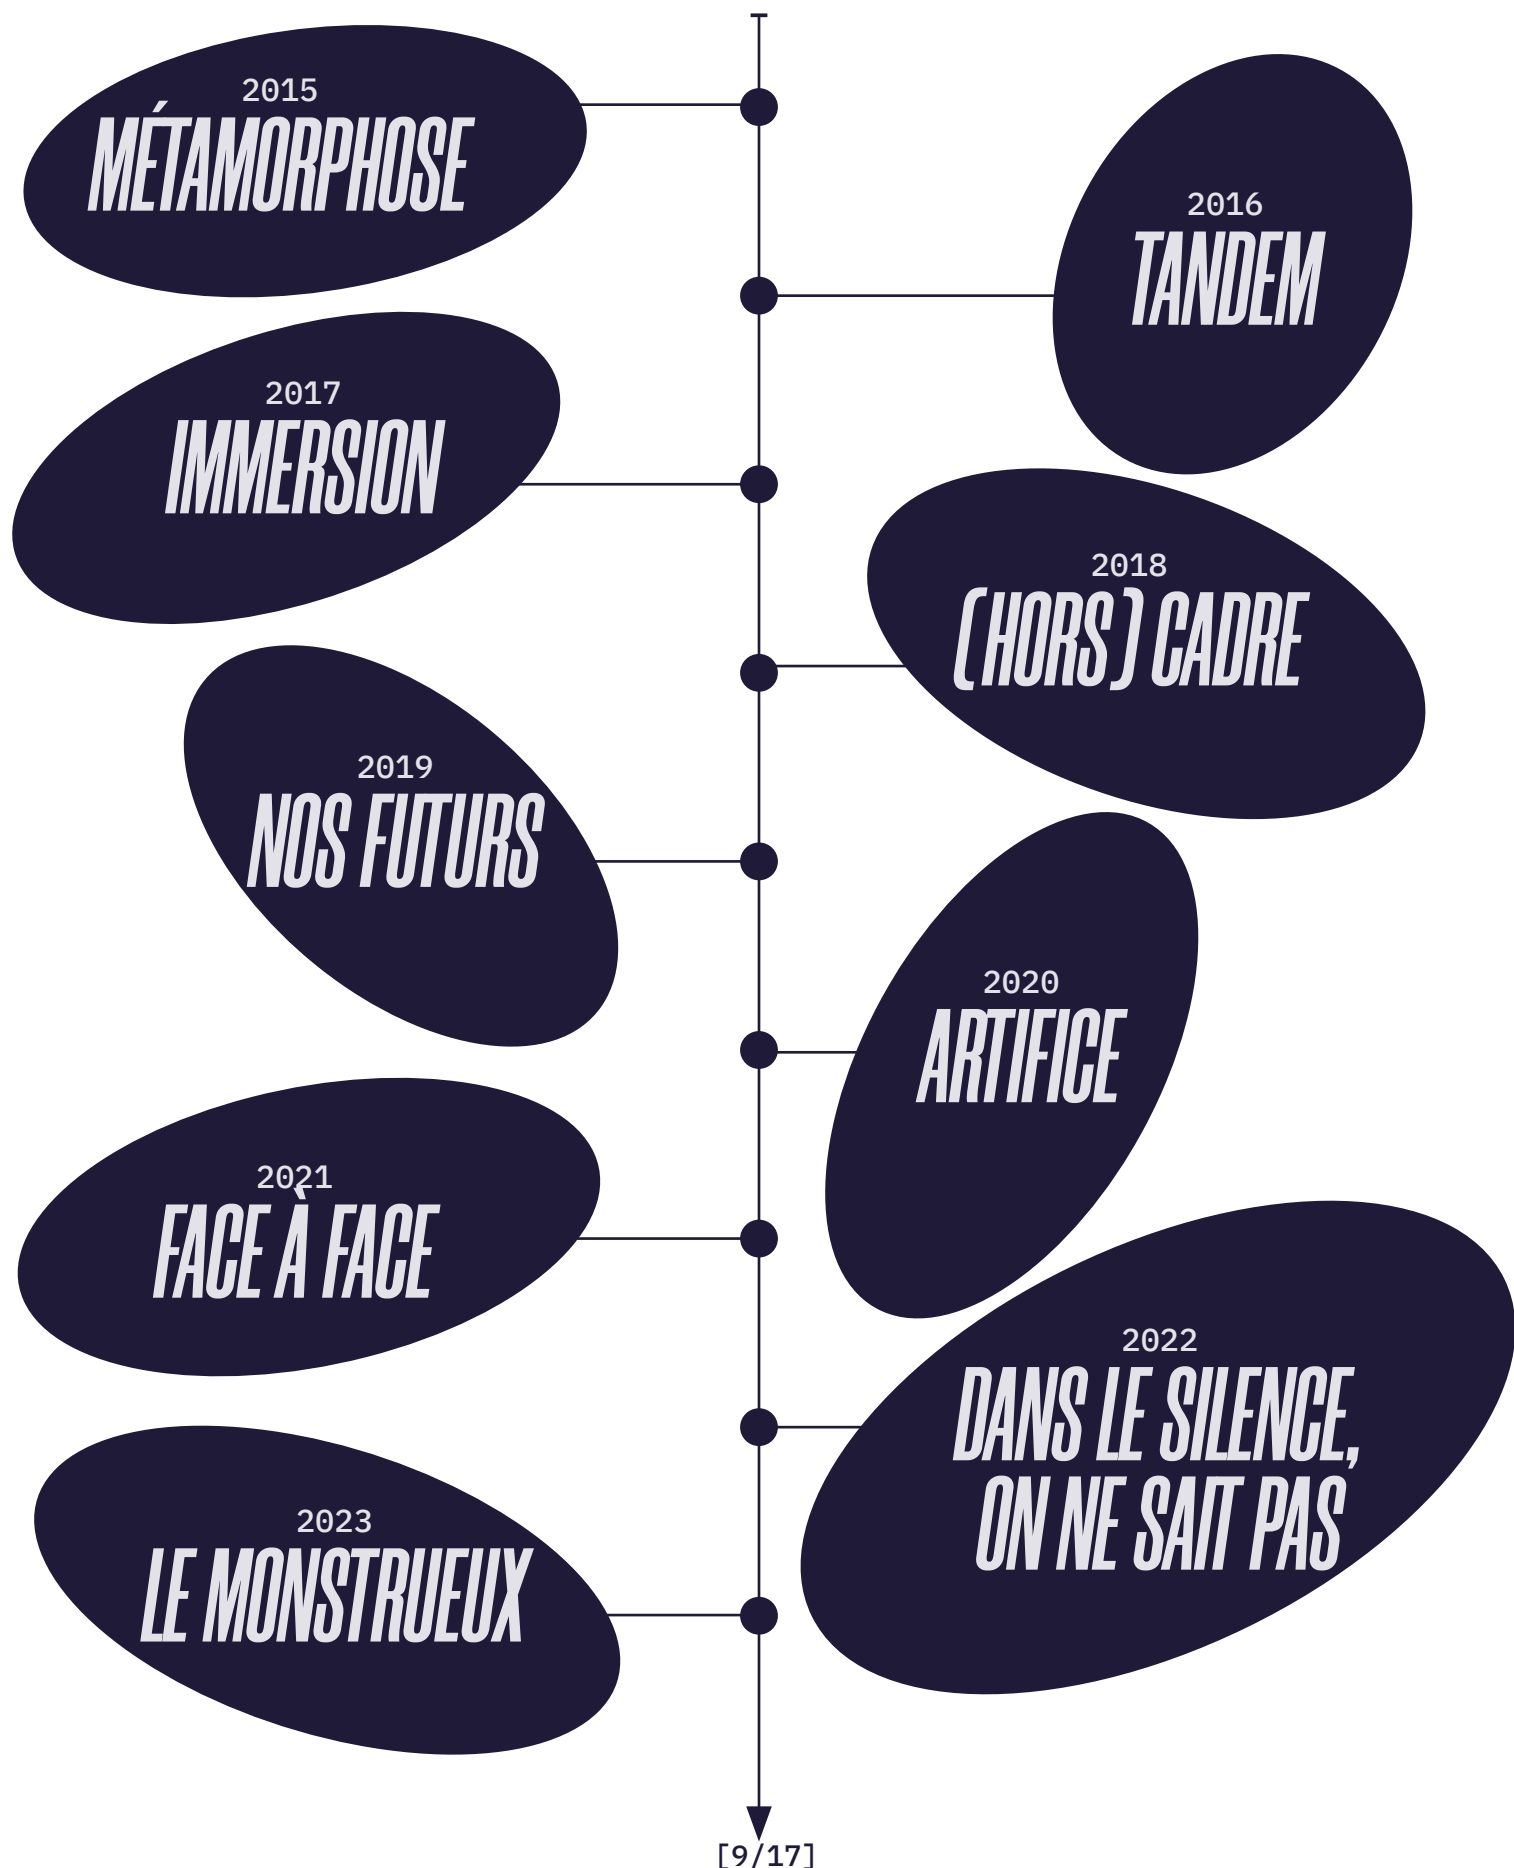 2015
MÉTAMORPHOSE
2016
TANDEM
2017
IMMERSION
2018
(HORS) CADRE
2019
NOS FUTURS
2020
ARTIFICE
2021
FACE À FACE
2022
DANS LE SILENCE,
ON NE SAIT PAS
2023
LE MONSTRUEUX
[9/17]